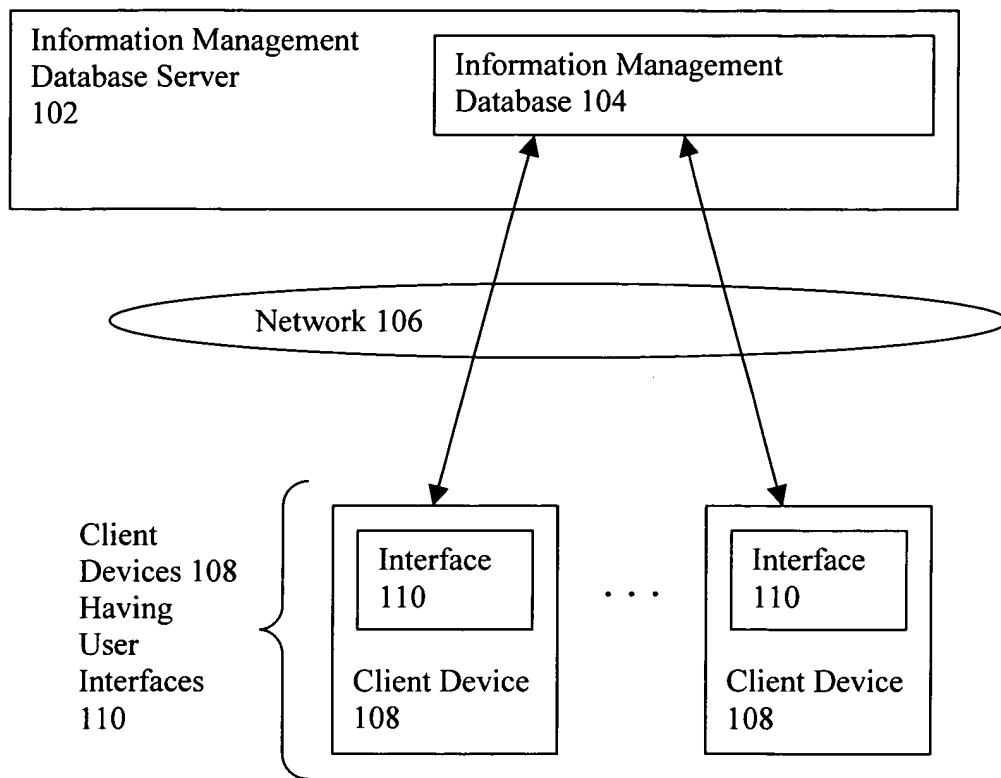 Information Management
Database Server
102
Information Management
Database 104
Network 106
Client
Devices 108
Having
User
Interfaces
110
Interface
110
Client Device
108
. . .
Interface
110
Client Device
108